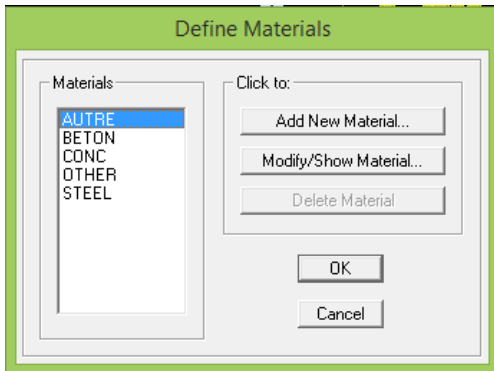 Define Materials
Materials
AUTRE
BETON
CONC
OTHER
STEEL
Click to:
Add New Material...
Modify/Show Material...
Delete Material
OK
Cancel